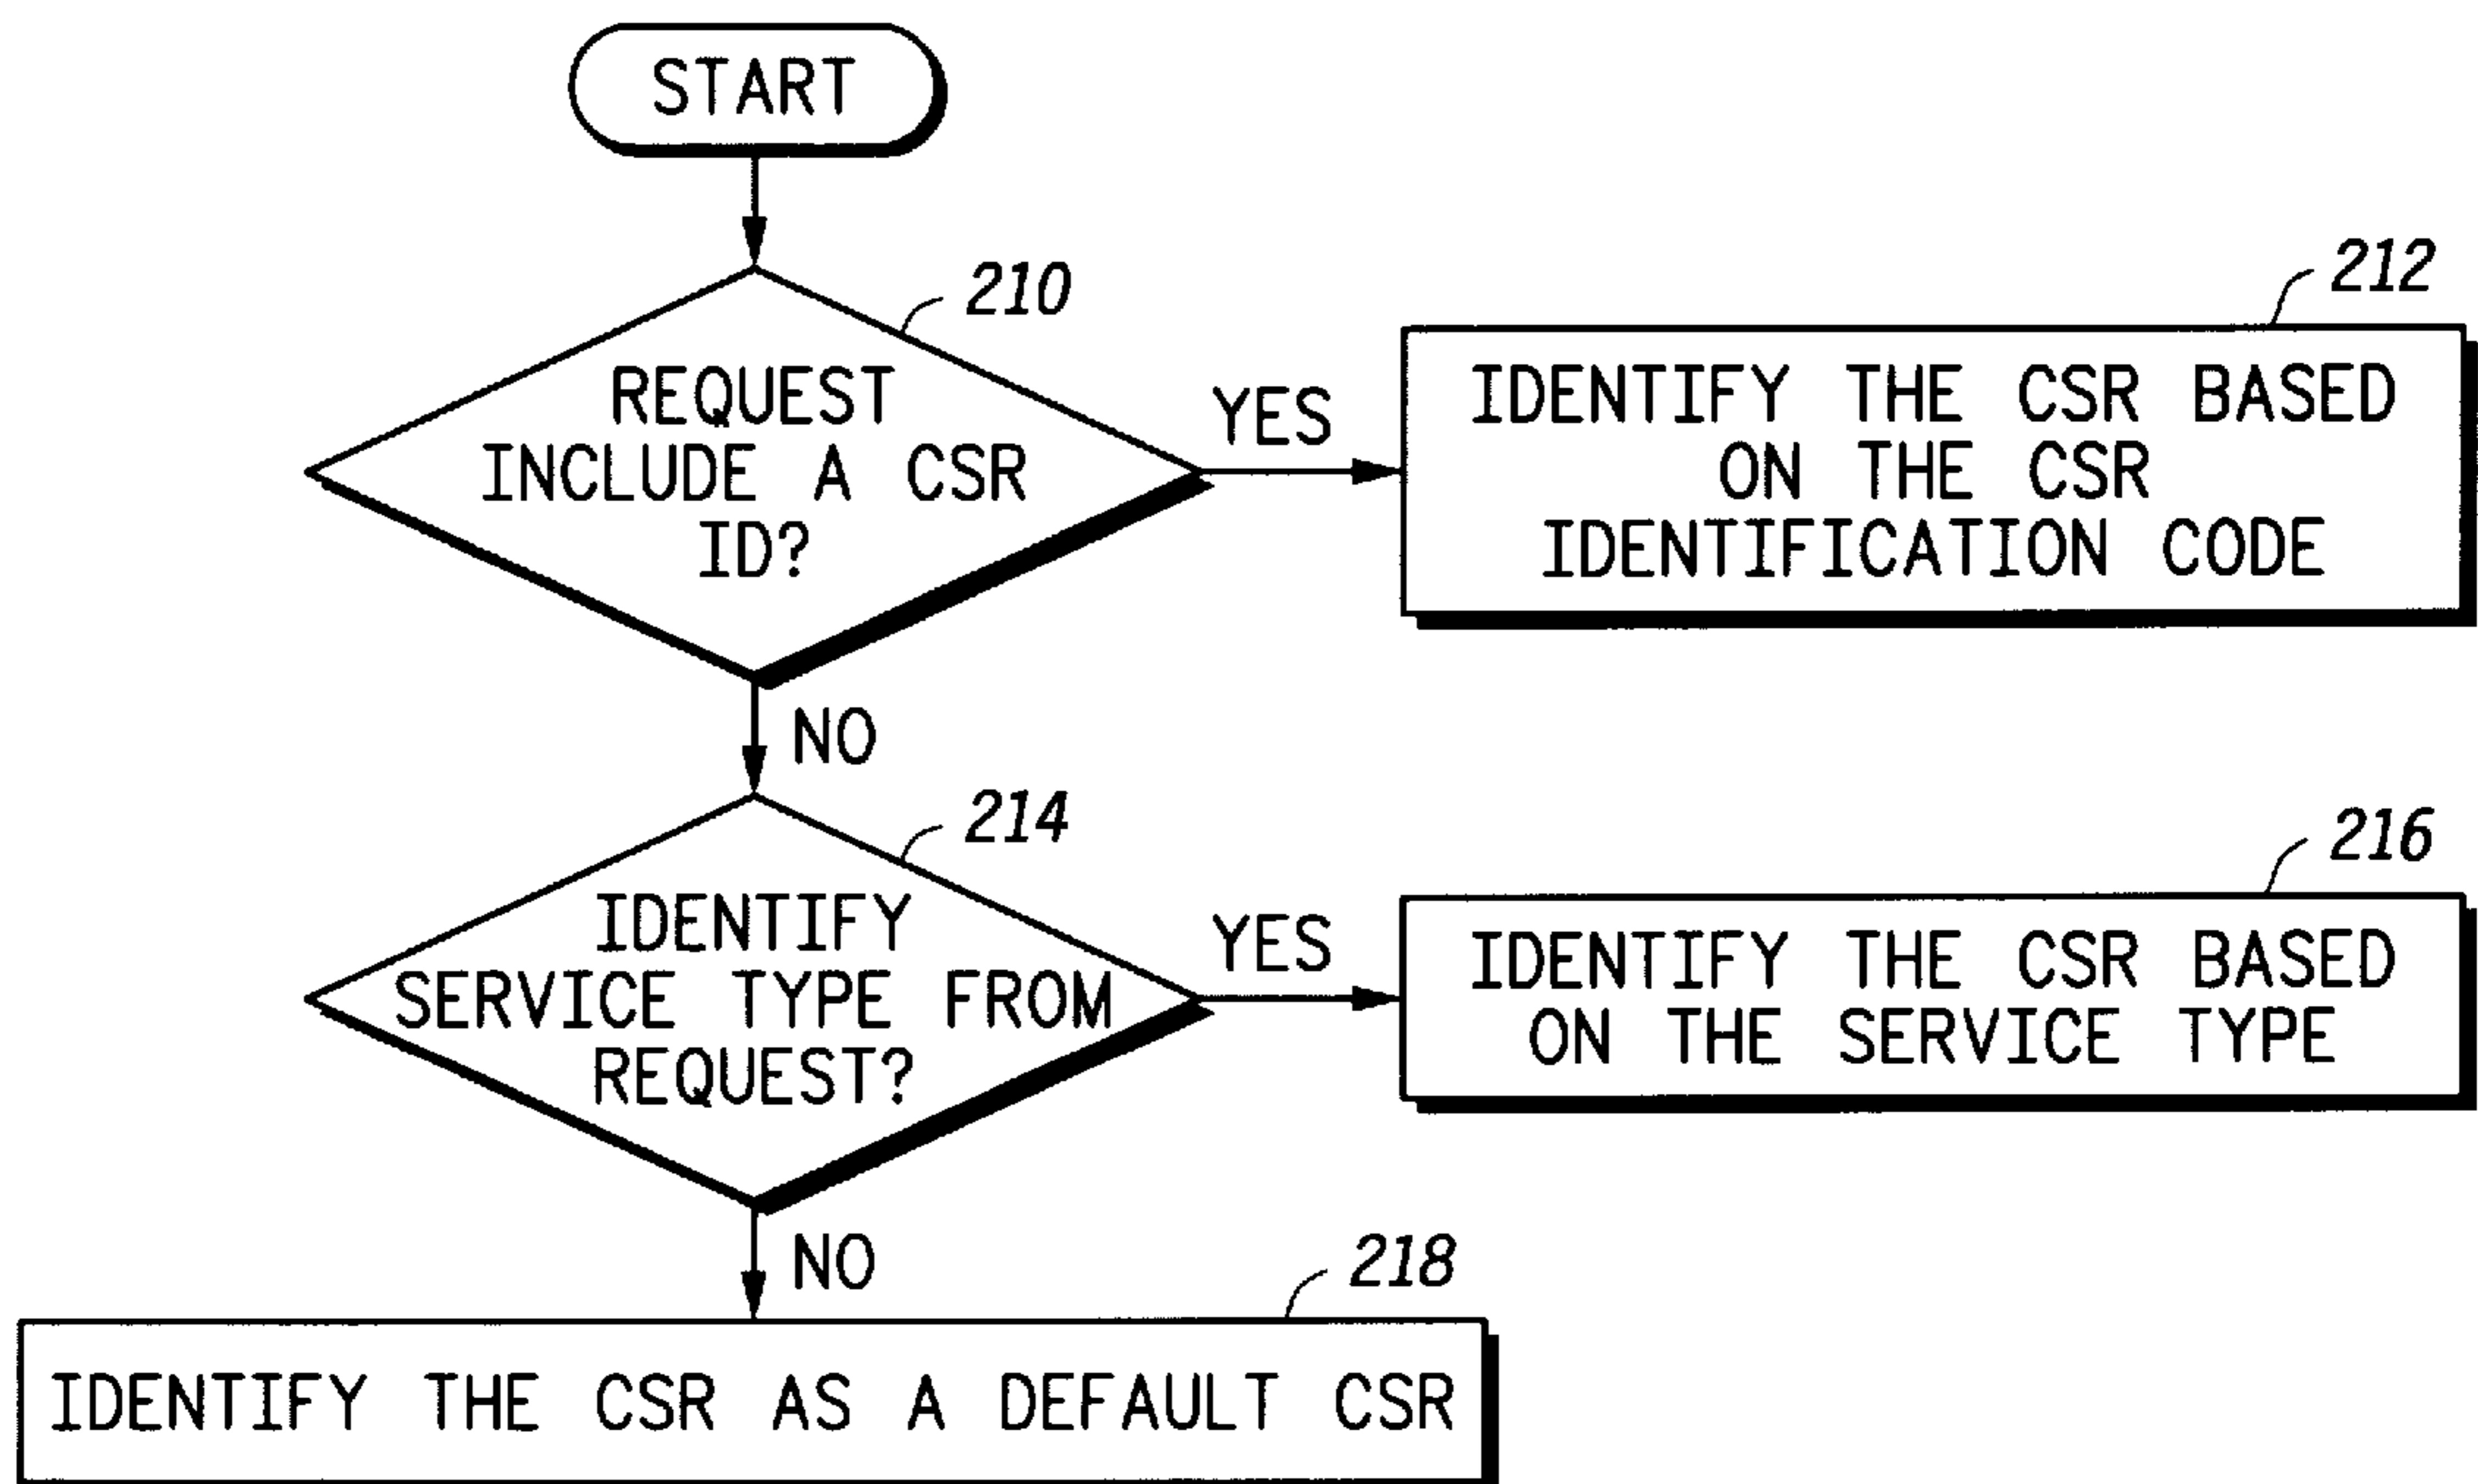 START
210
REQUEST
INCLUDE A CSR
ID?
YES
212
IDENTIFY THE CSR BASED
ON THE CSR
IDENTIFICATION CODE
NO
214
IDENTIFY
SERVICE TYPE FROM
REQUEST?
YES
216
IDENTIFY THE CSR BASED
ON THE SERVICE TYPE
NO
218
IDENTIFY THE CSR AS A DEFAULT CSR